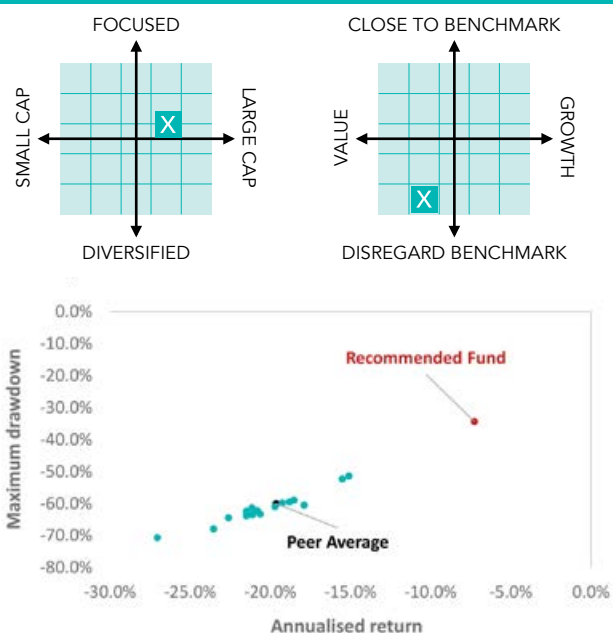 FOCUSED
SMALL CAP
X
LARGE CAP
DIVERSIFIED
CLOSE TO BENCHMARK
VALUE
X
GROWTH
DISREGARD BENCHMARK
0.0%
-10.0%
-20.0%
-30.0%
-40.0%
-50.0%
-60.0%
-70.0%
-80.0%
Maximum drawdown
Recommended Fund
Peer Average
-30.0% -25.0% -20.0% -15.0% -10.0% -5.0% 0.0%
Annualised return